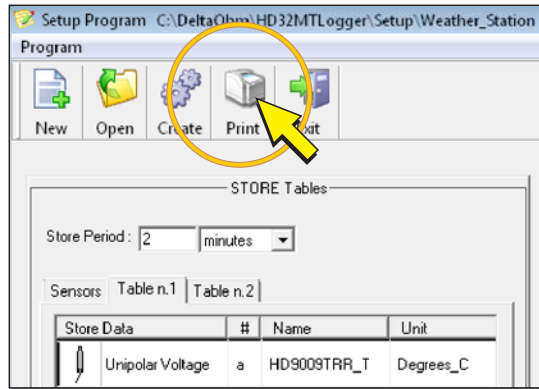 Setup Program C:\DeltaOhm\HD32MTLogger\Setup\Weather_Station
Program
New Open Create Print Exit
STORE Tables
Store Period : 2 minutes
Sensors Table n.1 Table n.2
Store Data # Name Unit
Unipolar Voltage a HD9009TRR_T Degrees_C